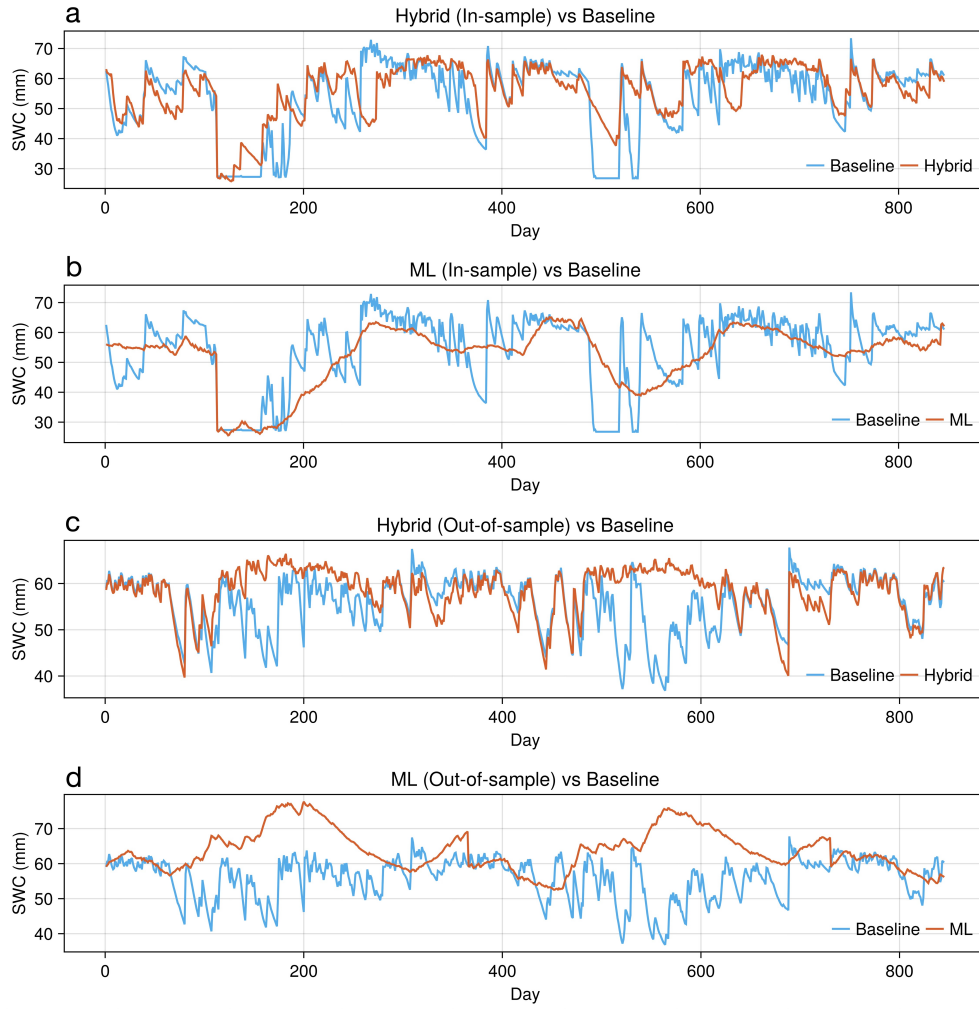 a
Hybrid (In-sample) vs Baseline
SWC (mm)
70
60
50
40
30
Baseline Hybrid
0 200 400 600 800
Day
b
ML (In-sample) vs Baseline
SWC (mm)
70
60
50
40
30
Baseline ML
0 200 400 600 800
Day
c
Hybrid (Out-of-sample) vs Baseline
SWC (mm)
60
50
40
Baseline Hybrid
0 200 400 600 800
Day
d
ML (Out-of-sample) vs Baseline
SWC (mm)
70
60
50
40
Baseline ML
0 200 400 600 800
Day